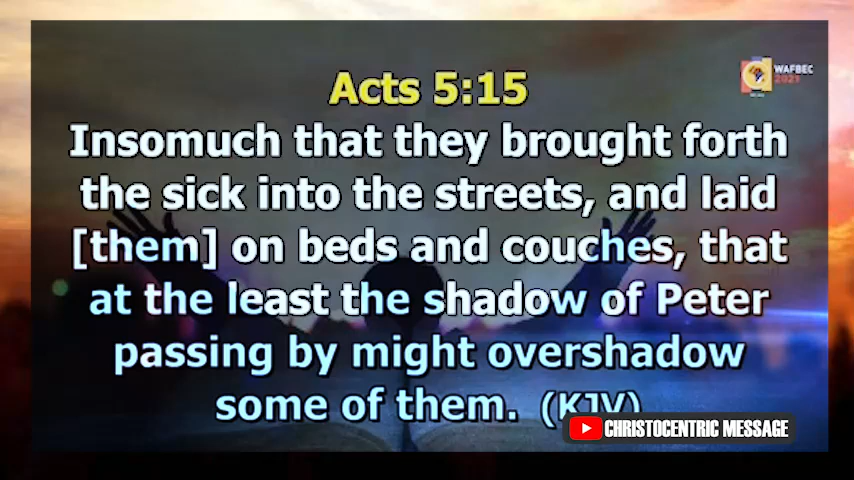 Acts 5:15
WAFBEC
2021
Insomuch that they brought forth
the sick into the streets, and laid
[them] on beds and couches, that
at the least the shadow of Peter
passing by might overshadow
some of them. (KJV)
CHRISTOCENTRIC MESSAGE